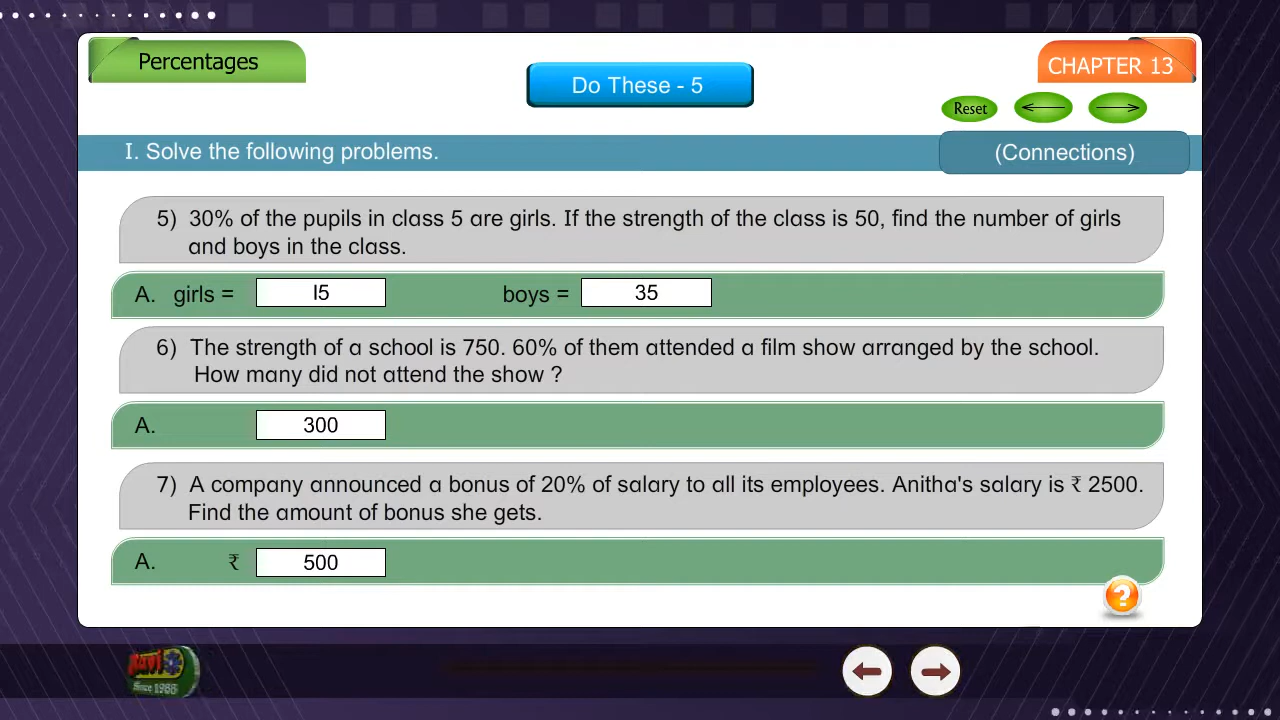 Percentages
CHAPTER 13
Do These - 5
Reset
I. Solve the following problems.
(Connections)
5) 30% of the pupils in class 5 are girls. If the strength of the class is 50, find the number of girls
and boys in the class.
A. girls = 15 boys = 35
6) The strength of a school is 750. 60% of them attended a film show arranged by the school.
How many did not attend the show ?
A. 300
7) A company announced a bonus of 20% of salary to all its employees. Anitha's salary is ₹ 2500.
Find the amount of bonus she gets.
A. ₹ 500
?
Navi
Since 1988